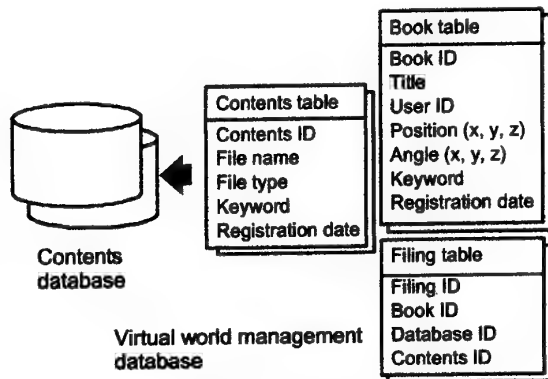 Book table
Book ID
Title
User ID
Position (x, y, z)
Angle (x, y, z)
Keyword
Registration date
Contents table
Contents ID
File name
File type
Keyword
Registration date
Contents
database
Filing table
Filing ID
Book ID
Database ID
Contents ID
Virtual world management
database